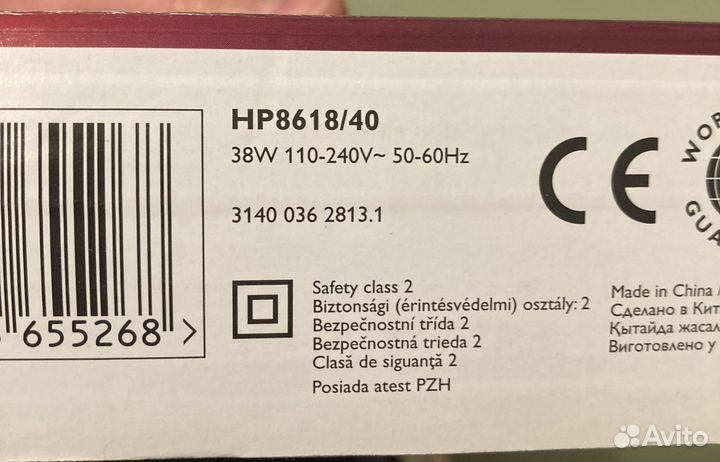 HP8618/40
38W 110-240V~ 50-60Hz
3140 036 2813.1
655268 >
Safety class 2
Biztonsági (érintésvédelmi) osztály: 2
Bezpečnostní třída 2
Bezpečnostná trieda 2
Clasă de siguanţă 2
Posiada atest PZH
CE
Made in China
Сделано в
Қытайда
Виготовлено у
Avito